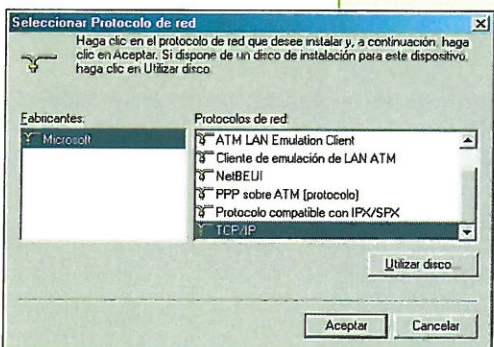 Seleccionar Protocolo de red
Haga clic en el protocolo de red que desee instalar y, a continuación, haga
clic en Aceptar. Si dispone de un disco de instalación para este dispositivo,
haga clic en Utilizar disco.
Fabricantes:
Microsoft
Protocolos de red:
ATM LAN Emulation Client
Cliente de emulación de LAN ATM
NetBEUI
PPP sobre ATM (protocolo)
Protocolo compatible con IPX/SPX
TCP/IP
Utilizar disco...
Aceptar
Cancelar